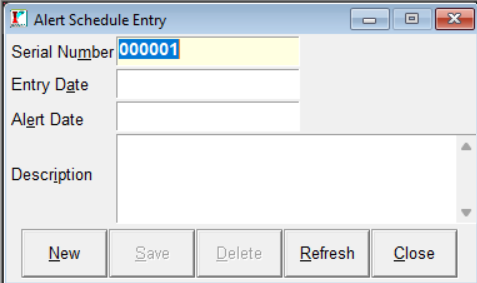 Alert Schedule Entry
Serial Number 000001
Entry Date
Alert Date
Description
New Save Delete Refresh Close